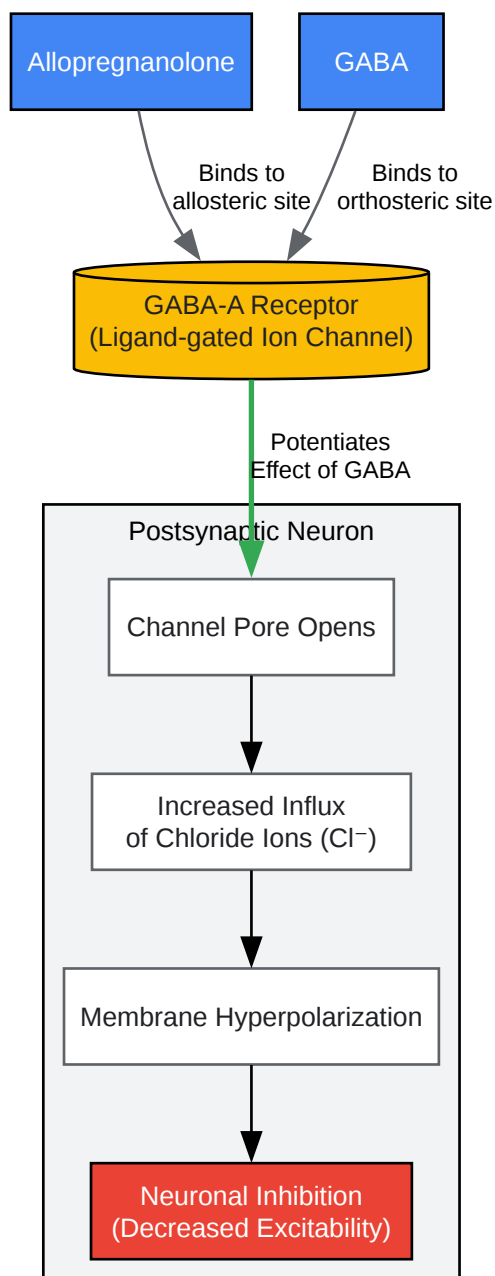 Allopregnanolone
GABA
Binds to
allosteric site
Binds to
orthosteric site
GABA-A Receptor
(Ligand-gated Ion Channel)
Potentiates
Effect of GABA
Postsynaptic Neuron
Channel Pore Opens
Increased Influx
of Chloride Ions (Cl⁻)
Membrane Hyperpolarization
Neuronal Inhibition
(Decreased Excitability)